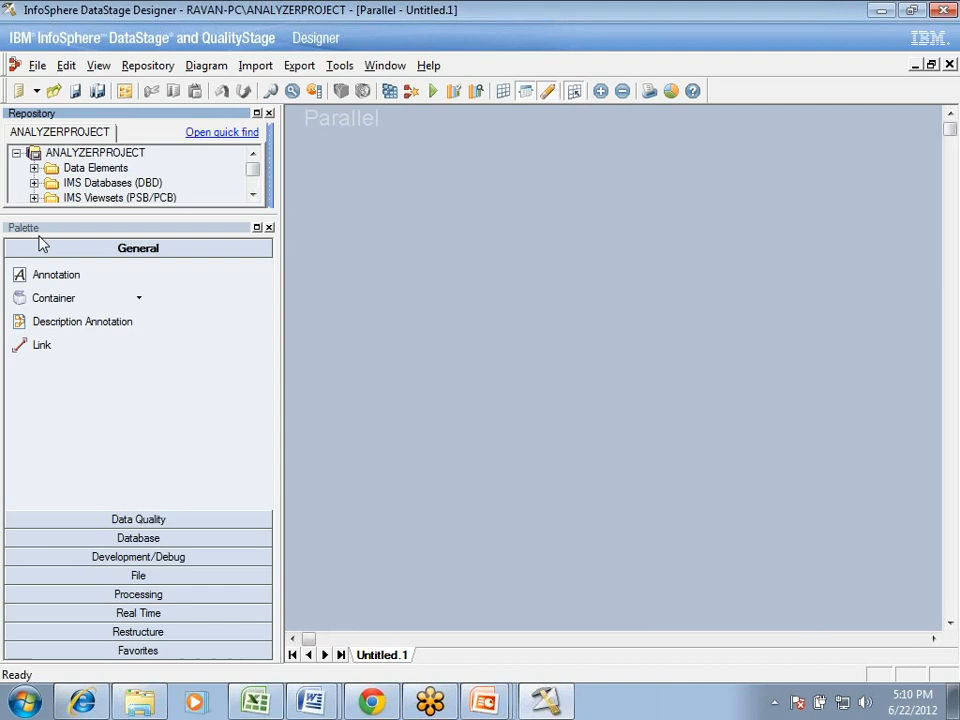 InfoSphere DataStage Designer - RAVAN-PC\ANALYZERPROJECT - [Parallel - Untitled.1]
IBM® InfoSphere™ DataStage® and QualityStage Designer
IBM.
File Edit View Repository Diagram Import Export Tools Window Help
Repository
ANALYZERPROJECT Open quick find
ANALYZERPROJECT
Data Elements
IMS Databases (DBD)
IMS Viewsets (PSB/PCB)
Palette
General
A Annotation
Container
Description Annotation
Link
Data Quality
Database
Development/Debug
File
Processing
Real Time
Restructure
Favorites
Parallel
Untitled.1
Ready
5:10 PM
6/22/2012